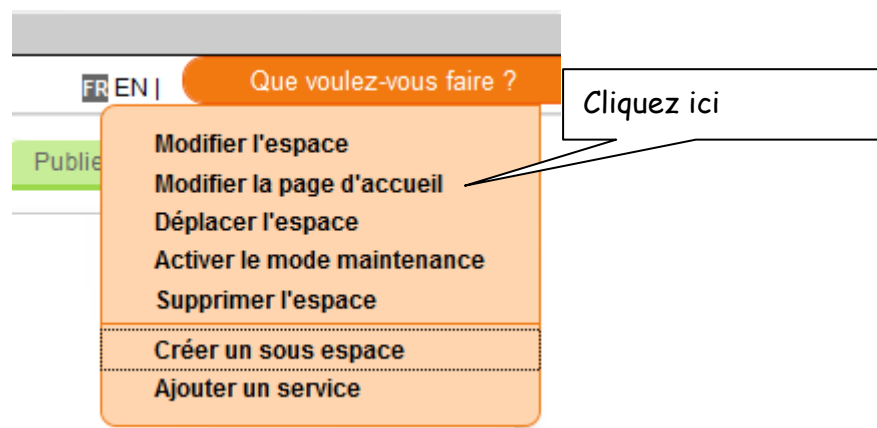 FR EN | Que voulez-vous faire ?
Cliquez ici
Publie
Modifier l'espace
Modifier la page d'accueil
Déplacer l'espace
Activer le mode maintenance
Supprimer l'espace
Créer un sous espace
Ajouter un service